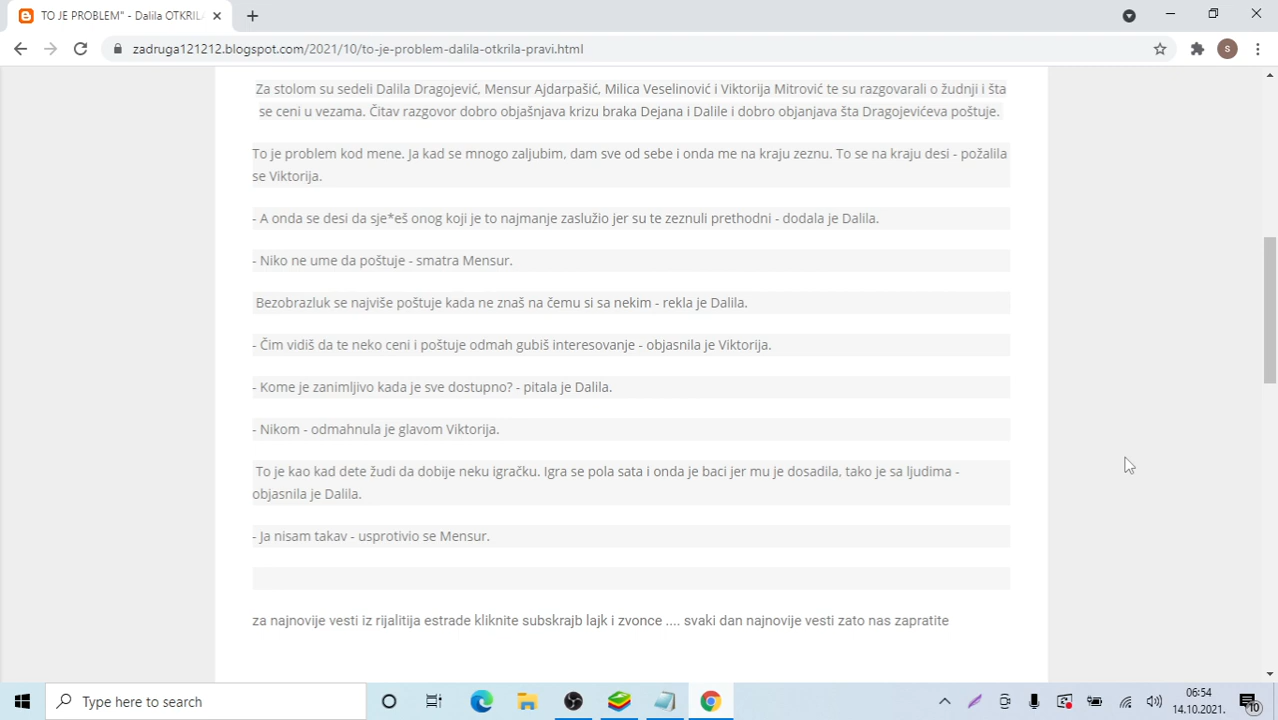 TO JE PROBLEM" - Dalila OTKRIL
zadruga121212.blogspot.com/2021/10/to-je-problem-dalila-otkrila-pravi.html
S
Za stolom su sedeli Dalila Dragojević, Mensur Ajdarpašić, Milica Veselinović i Viktorija Mitrović te su razgovarali o žudnji i šta
se ceni u vezama. Čitav razgovor dobro objašnjava krizu braka Dejana i Dalile i dobro objanjava šta Dragojevićeva poštuje.
To je problem kod mene. Ja kad se mnogo zaljubim, dam sve od sebe i onda me na kraju zeznu. To se na kraju desi - požalila
se Viktorija.
- A onda se desi da sje*eš onog koji je to najmanje zaslužio jer su te zeznuli prethodni - dodala je Dalila.
- Niko ne ume da poštuje - smatra Mensur.
Bezobrazluk se najviše poštuje kada ne znaš na čemu si sa nekim - rekla je Dalila.
- Čim vidiš da te neko ceni i poštuje odmah gubiš interesovanje - objasnila je Viktorija.
- Kome je zanimljivo kada je sve dostupno? - pitala je Dalila.
- Nikom - odmahnula je glavom Viktorija.
To je kao kad dete žudi da dobije neku igračku. Igra se pola sata i onda je baci jer mu je dosadila, tako je sa ljudima -
objasnila je Dalila.
- Ja nisam takav - usprotivio se Mensur.
za najnovije vesti iz rijalitija estrade kliknite subskrajb lajk i zvonce .... svaki dan najnovije vesti zato nas zapratite
Type here to search
06:54
14.10.2021.
10